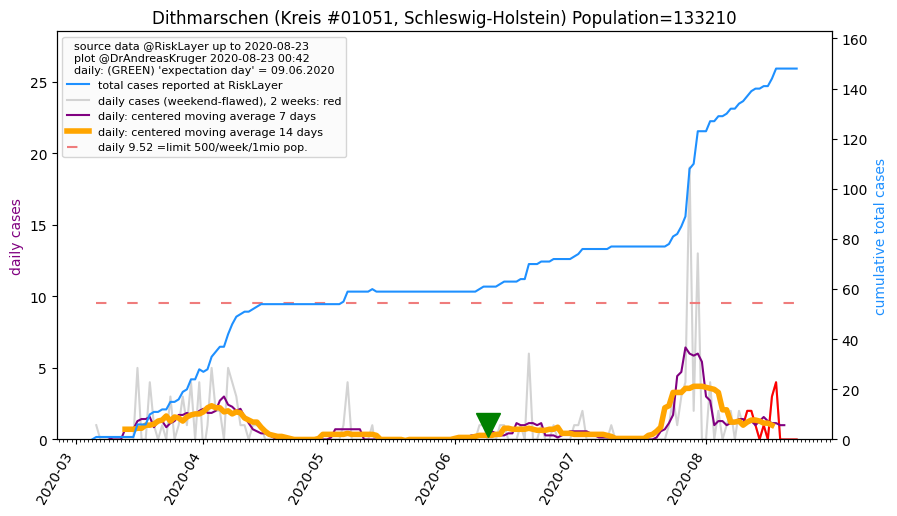 Dithmarschen (Kreis #01051, Schleswig-Holstein) Population=133210
source data @RiskLayer up to 2020-08-23
plot @DrAndreasKruger 2020-08-23 00:42
daily: (GREEN) 'expectation day' = 09.06.2020
total cases reported at RiskLayer
daily cases (weekend-flawed), 2 weeks: red
daily: centered moving average 7 days
daily: centered moving average 14 days
daily 9.52 =limit 500/week/1mio pop.
daily cases
25
20
15
10
5
0
160
140
120
100
80
60
40
20
0
cumulative total cases
2020-03
2020-04
2020-05
2020-06
2020-07
2020-08